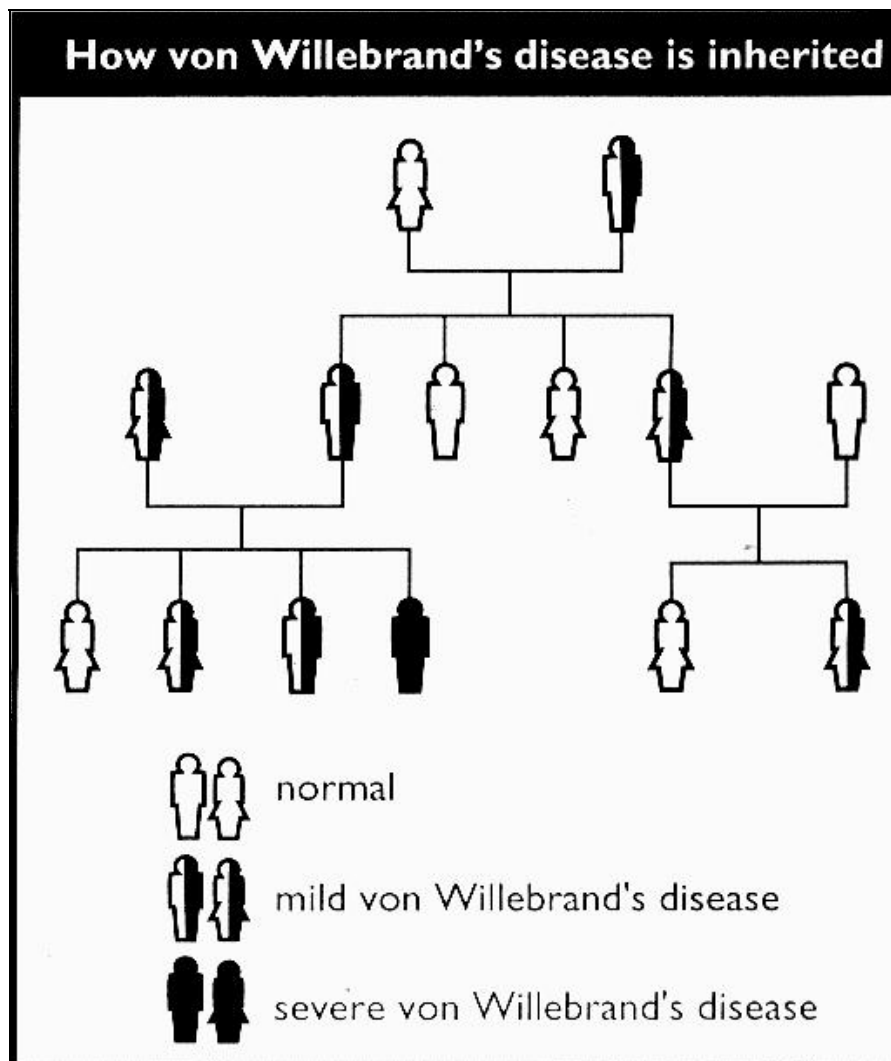 How von Willebrand's disease is inherited
normal
mild von Willebrand's disease
severe von Willebrand's disease